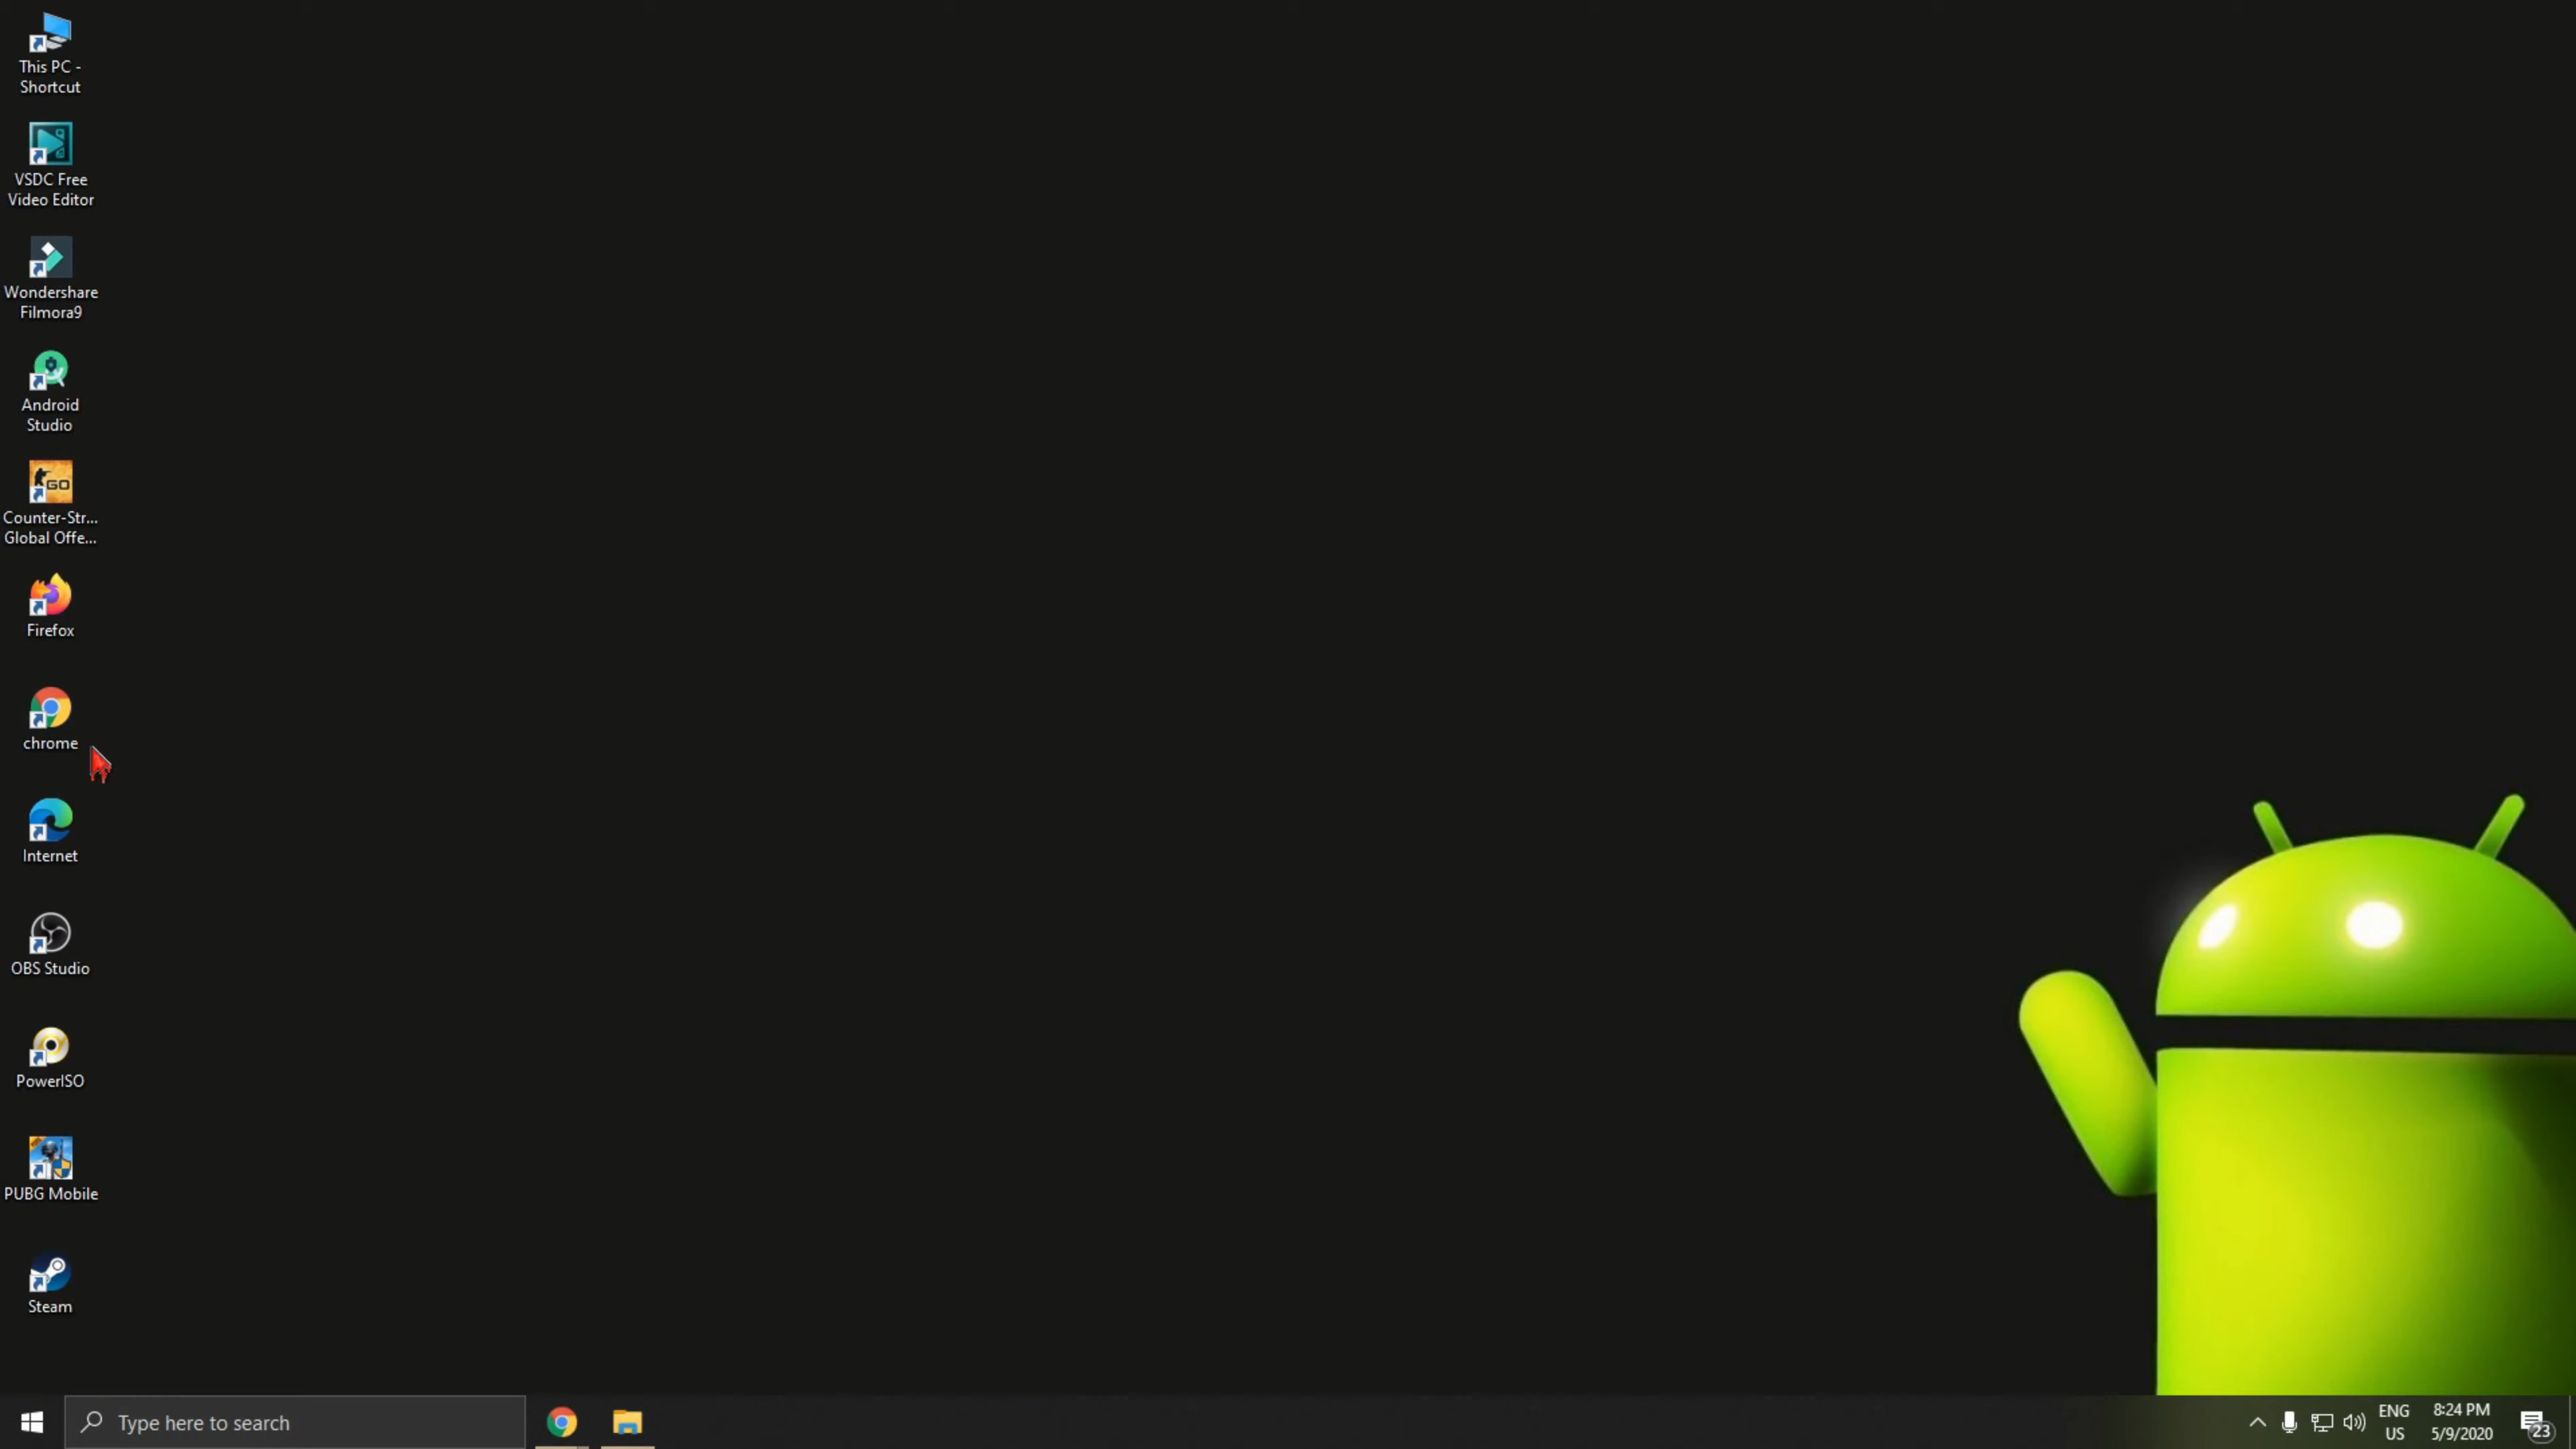 This PC -
Shortcut
VSDC Free
Video Editor
Wondershare
Filmora9
Android
Studio
GO
Counter-Str...
Global Offe...
Firefox
chrome
Internet
OBS Studio
PowerISO
PUBG Mobile
Steam
Type here to search
ENG
US
8:24 PM
5/9/2020
23